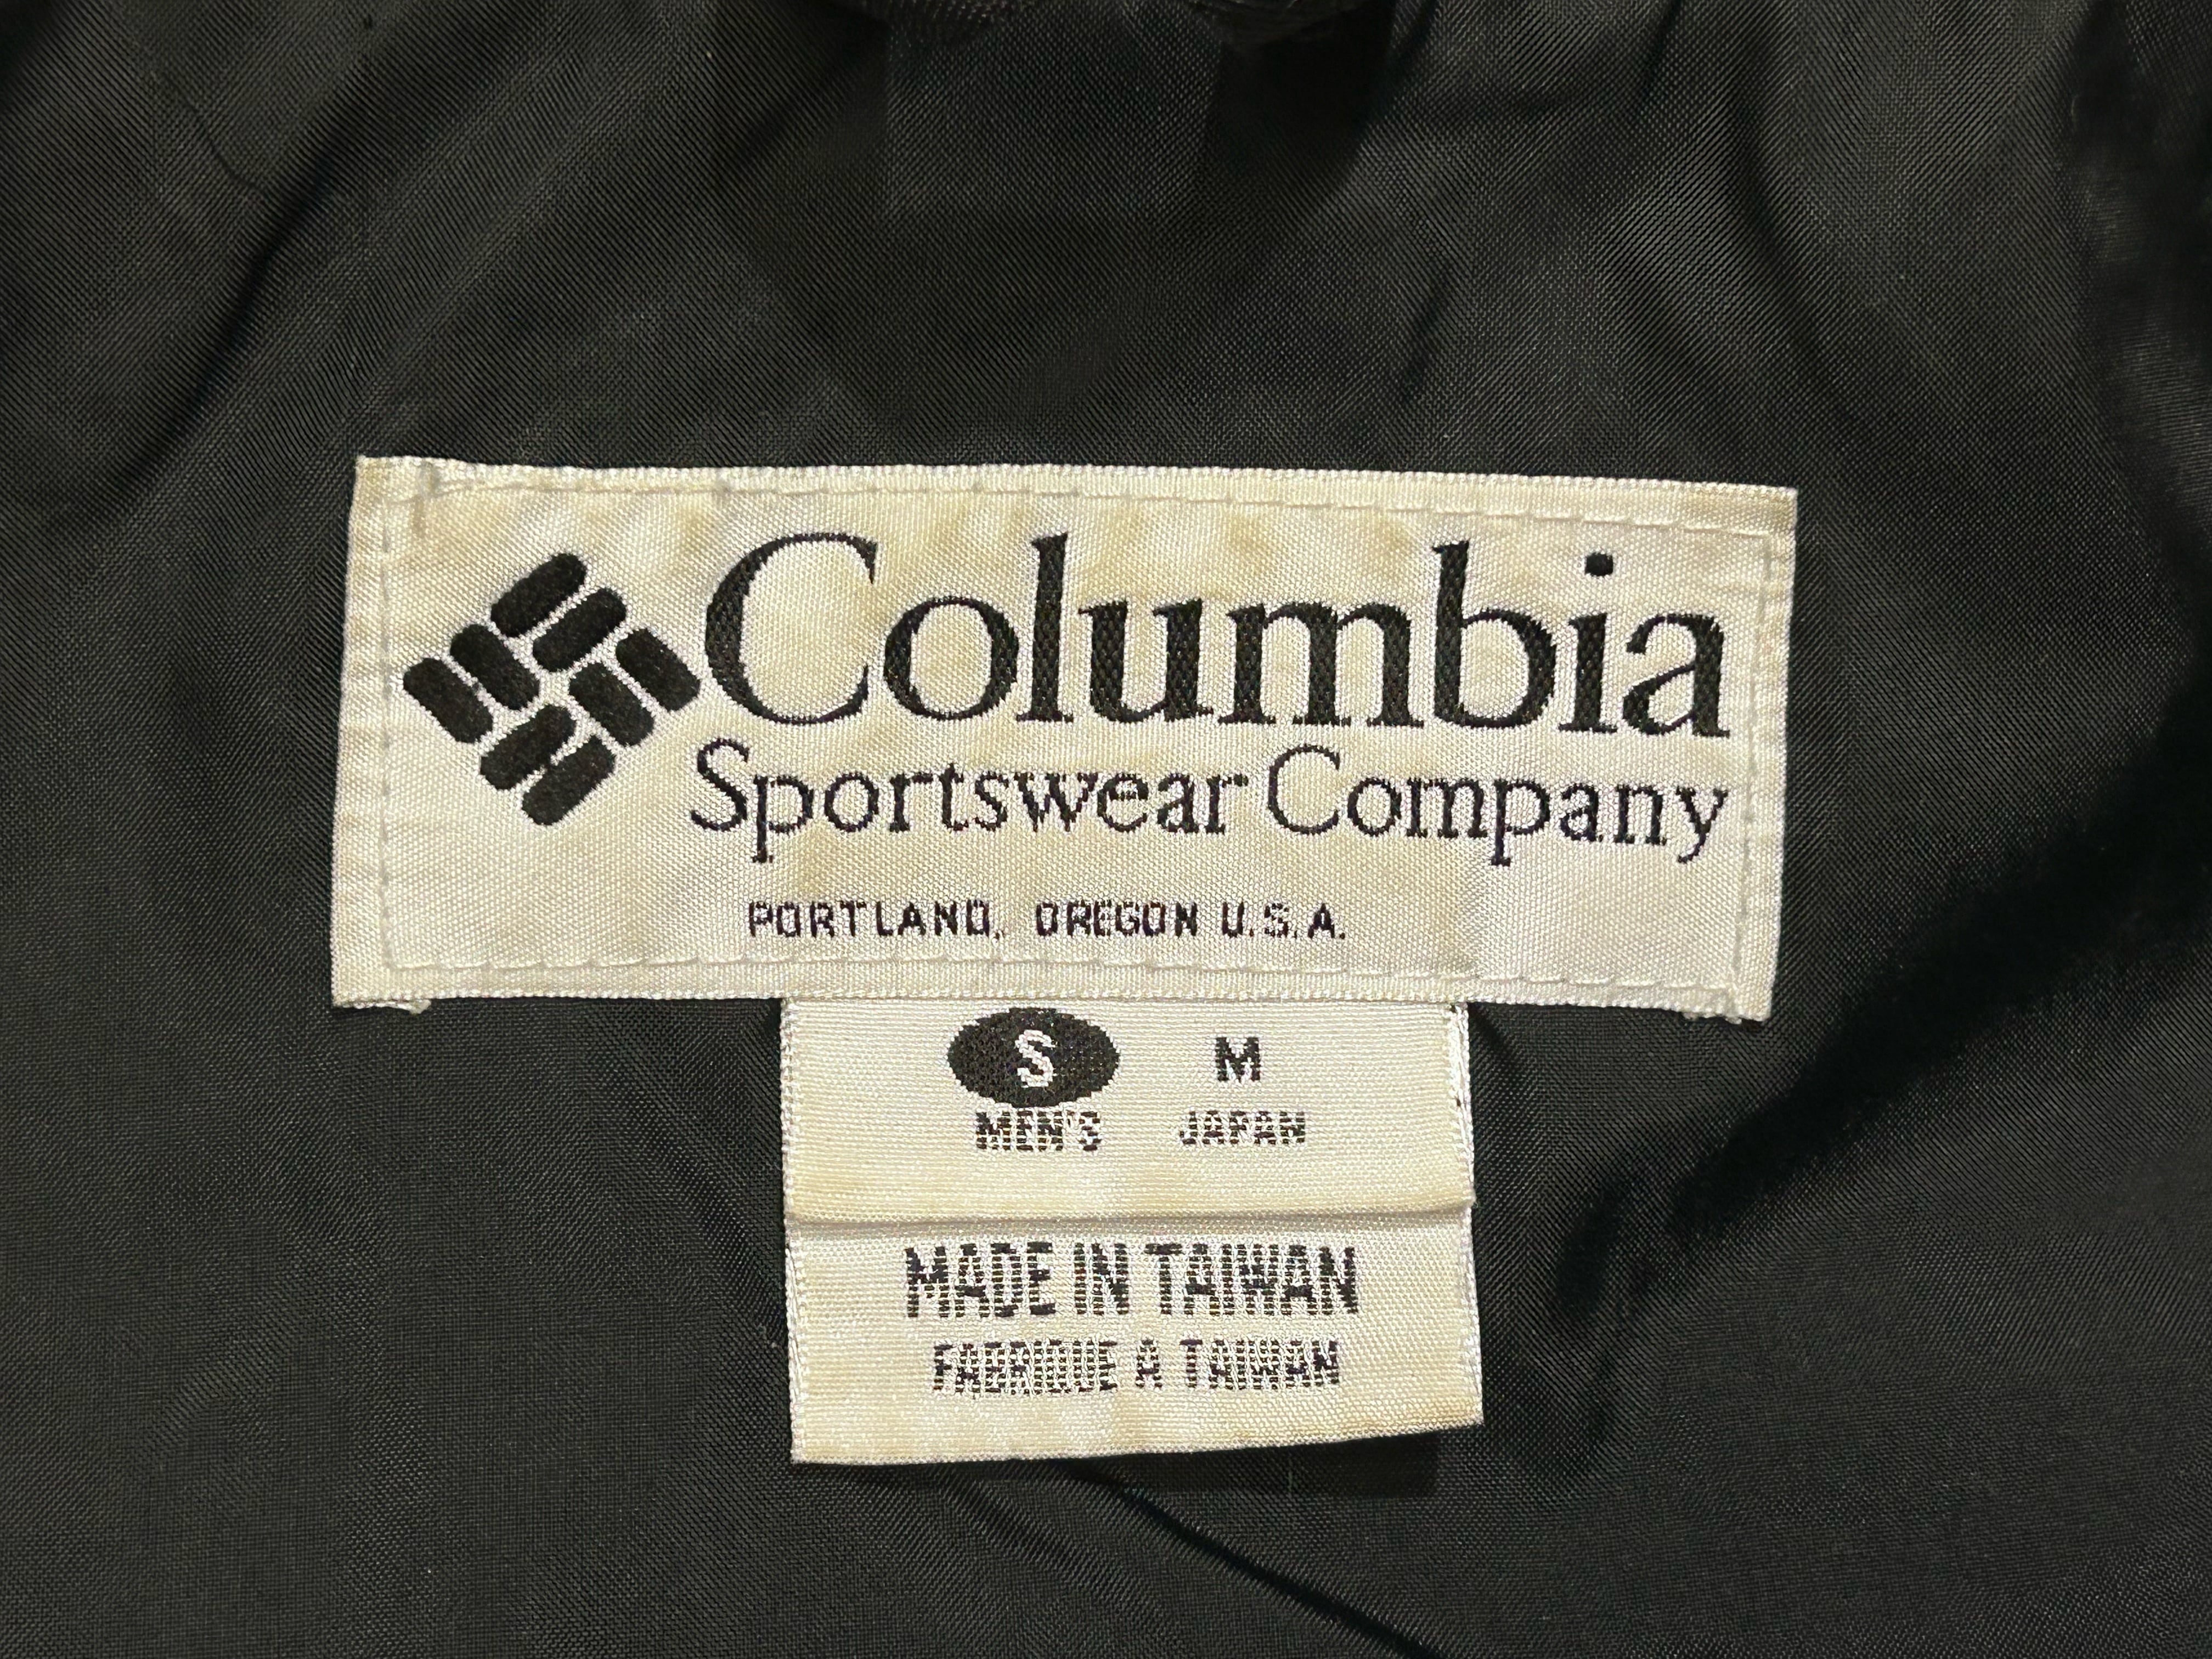 Columbia
Sportswear Company
PORTLAND, OREGON U.S.A.
S M
MEN'S JAPAN
MADE IN TAIWAN
FABRIQUE A TAIWAN